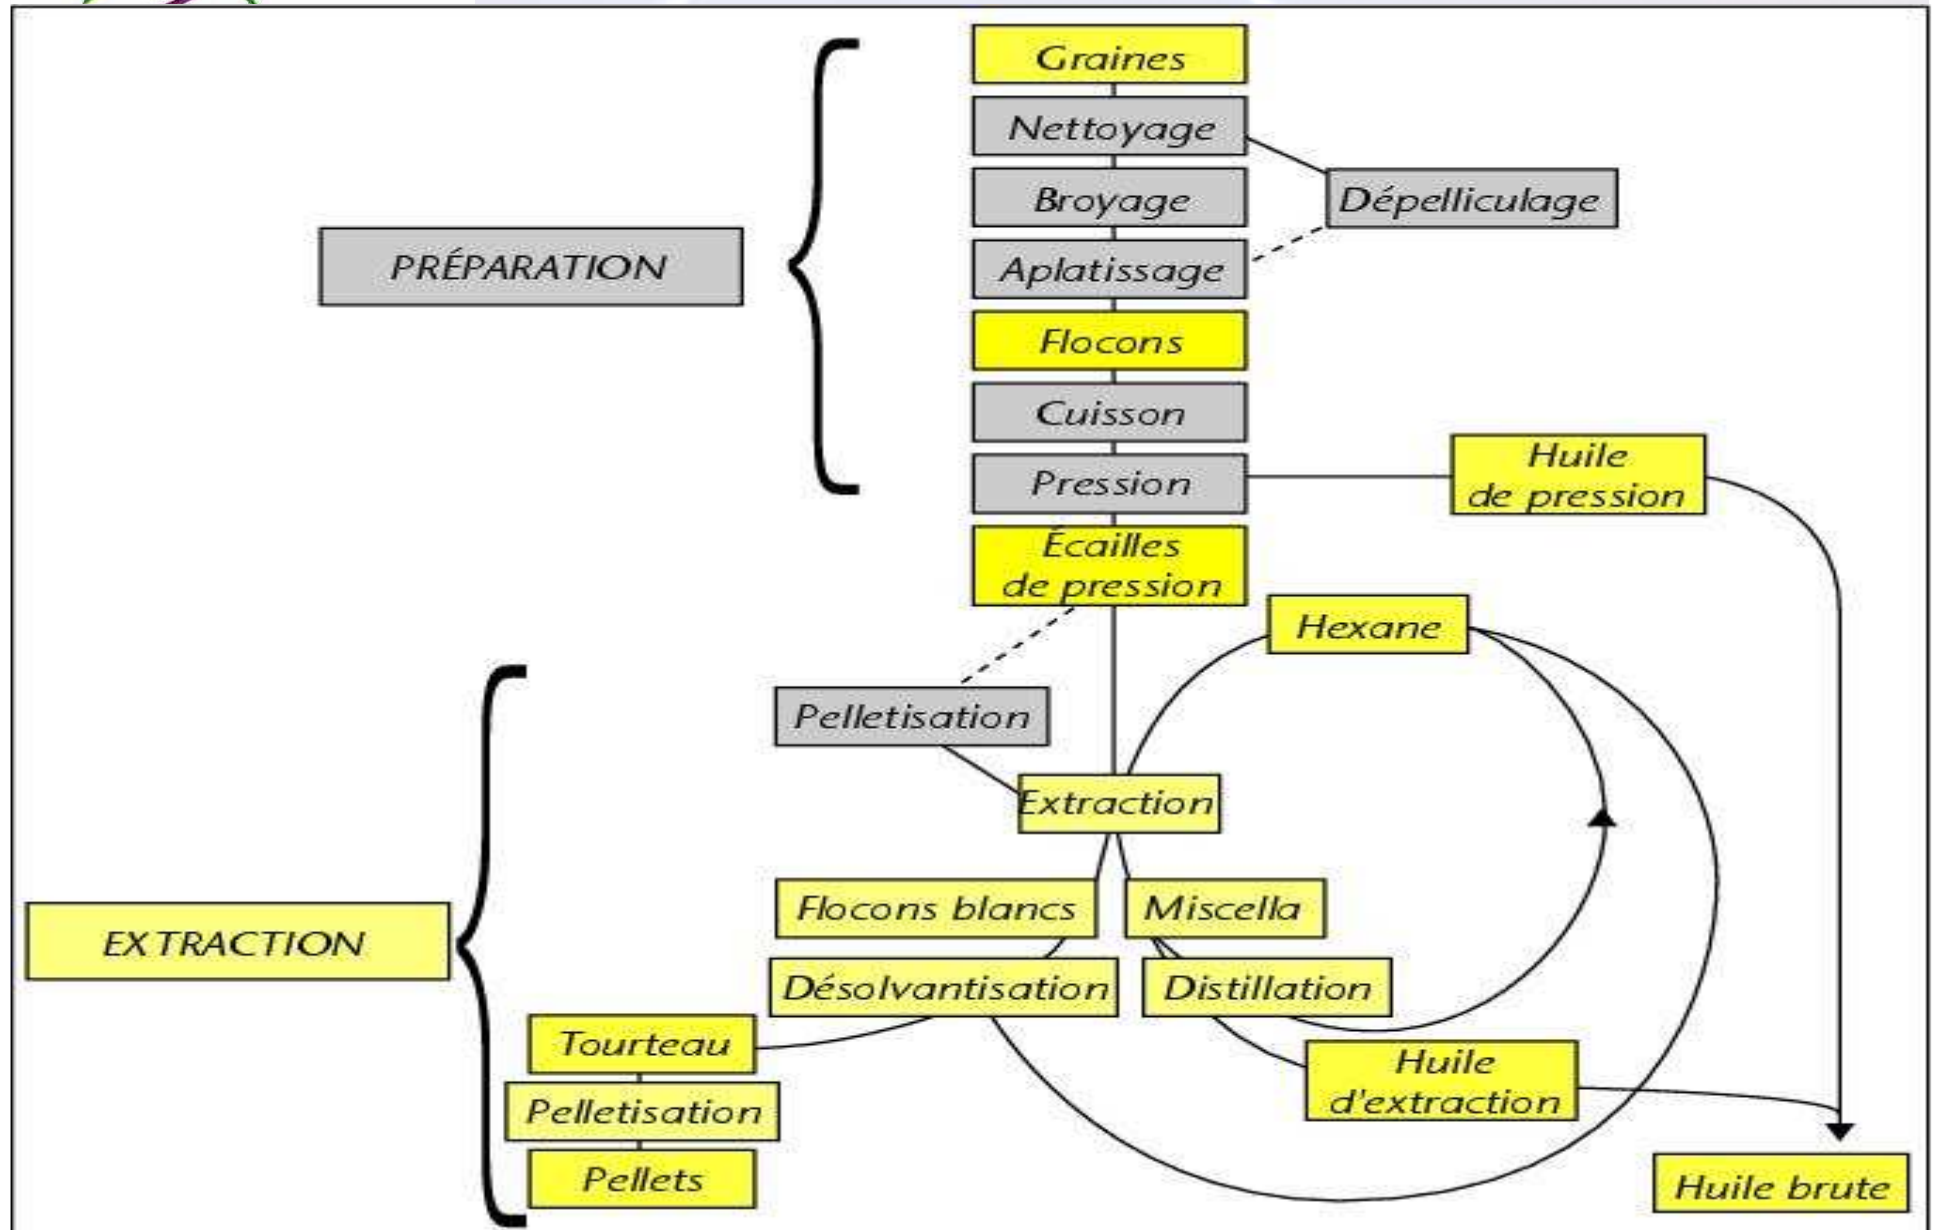 Graines
Nettoyage
Broyage
Dépelliculage
Aplatissage
PRÉPARATION
Flocons
Cuisson
Pression
Huile
de pression
Écailles
de pression
Hexane
Pelletisation
Extraction
Flocons blancs
Miscella
EXTRACTION
Désolvantisation
Distillation
Tourteau
Huile
d'extraction
Pelletisation
Pellets
Huile brute